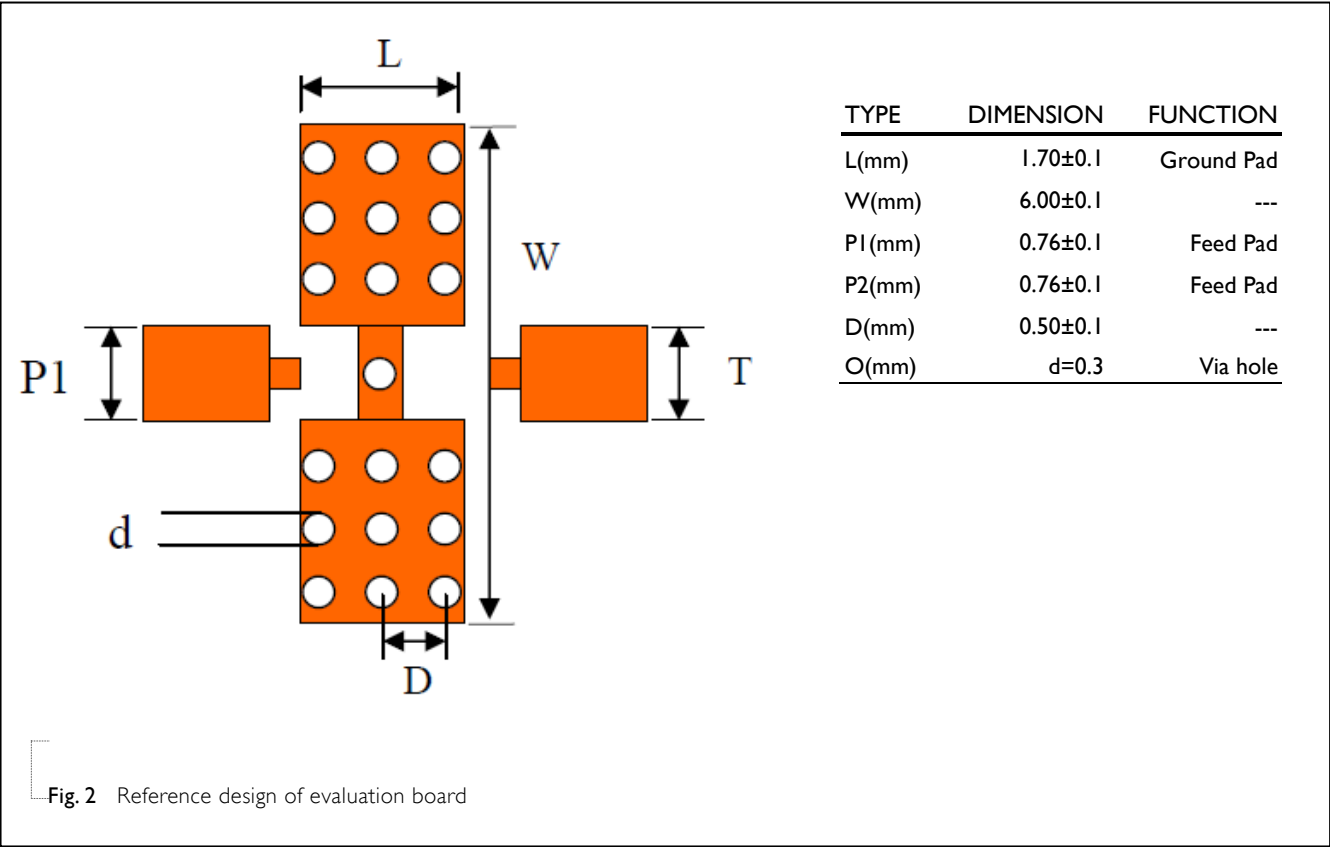 L
W
P1
T
d
D
TYPE DIMENSION FUNCTION
L(mm) 1.70±0.1 Ground Pad
W(mm) 6.00±0.1 ---
P1(mm) 0.76±0.1 Feed Pad
P2(mm) 0.76±0.1 Feed Pad
D(mm) 0.50±0.1 ---
O(mm) d=0.3 Via hole
Fig. 2 Reference design of evaluation board